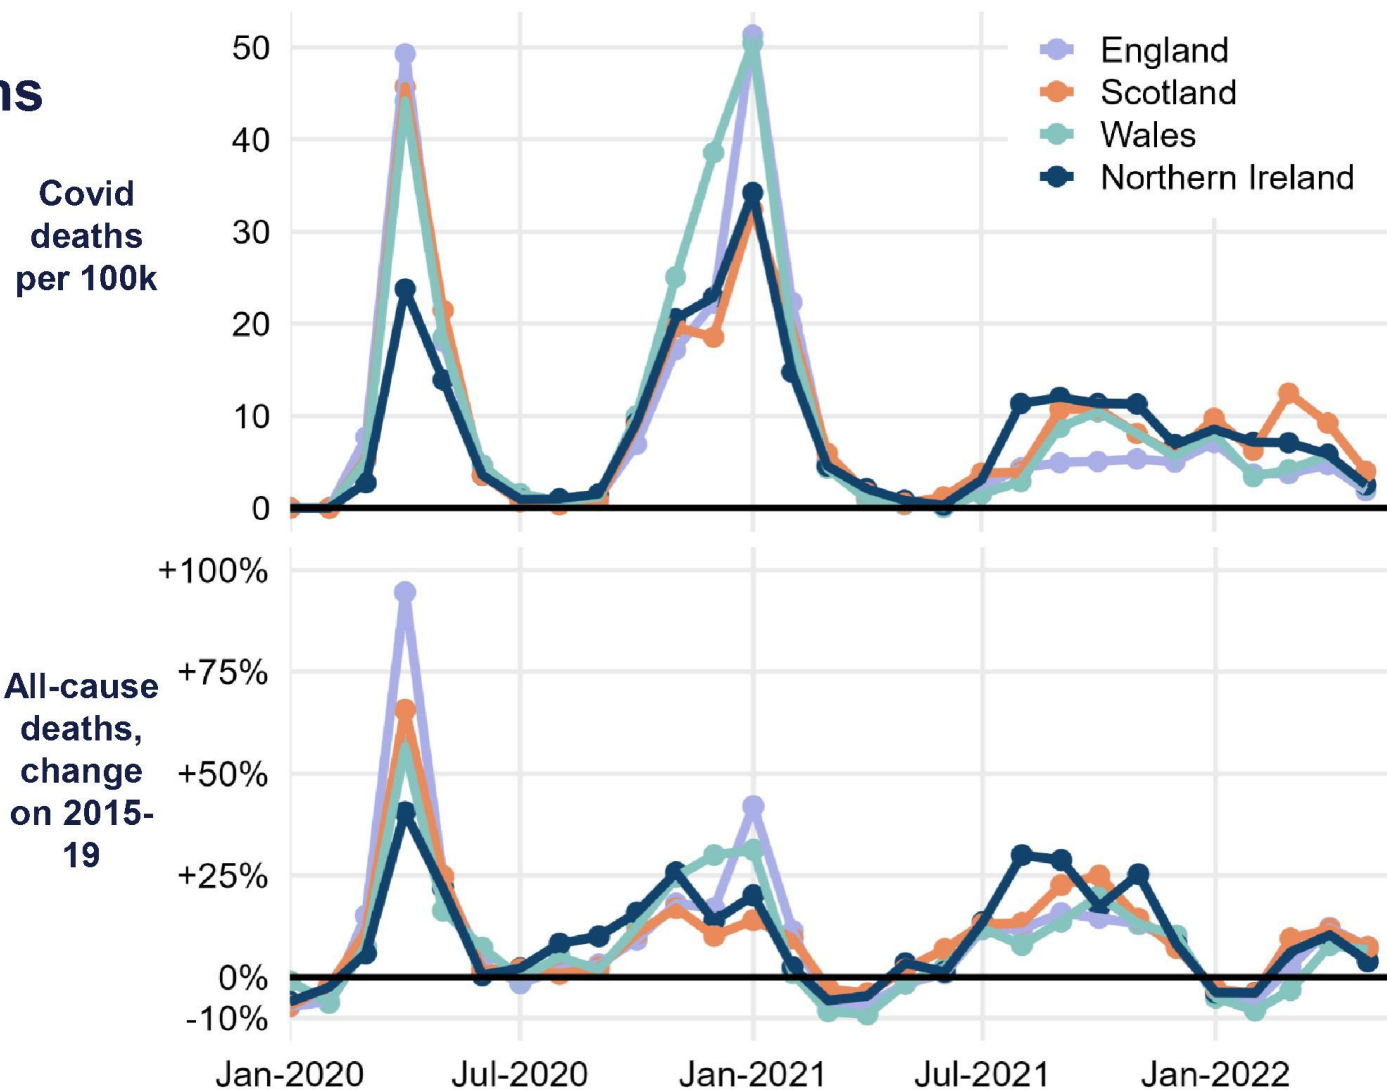 ns
Covid
deaths
per 100k
50
40
30
20
10
0
England
Scotland
Wales
Northern Ireland
All-cause
deaths,
change
on 2015-
19
+100%
+75%
+50%
+25%
0%
-10%
Jan-2020 Jul-2020 Jan-2021 Jul-2021 Jan-2022